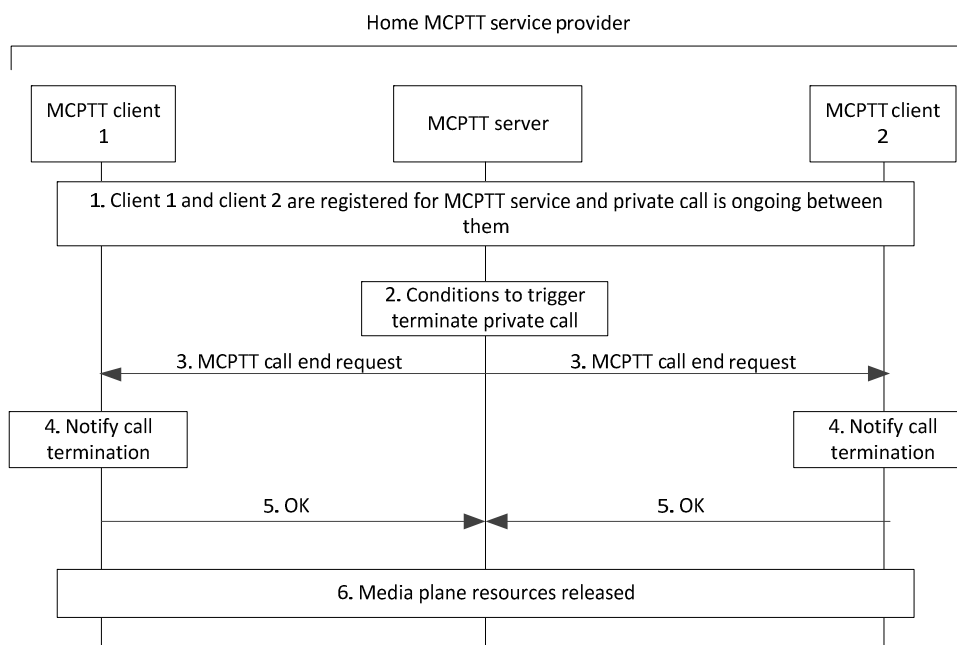 Home MCPTT service provider
MCPTT client
1
MCPTT server
MCPTT client
2
1. Client 1 and client 2 are registered for MCPTT service and private call is ongoing between
them
2. Conditions to trigger
terminate private call
3. MCPTT call end request
3. MCPTT call end request
4. Notify call
termination
4. Notify call
termination
5. OK
5. OK
6. Media plane resources released